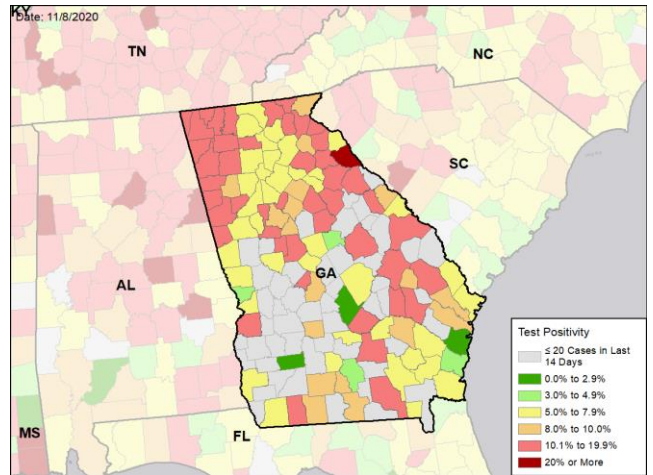 KY
Date: 11/8/2020
TN
NC
SC
AL
GA
MS
FL
Test Positivity
≤ 20 Cases in Last
14 Days
0.0% to 2.9%
3.0% to 4.9%
5.0% to 7.9%
8.0% to 10.0%
10.1% to 19.9%
20% or More